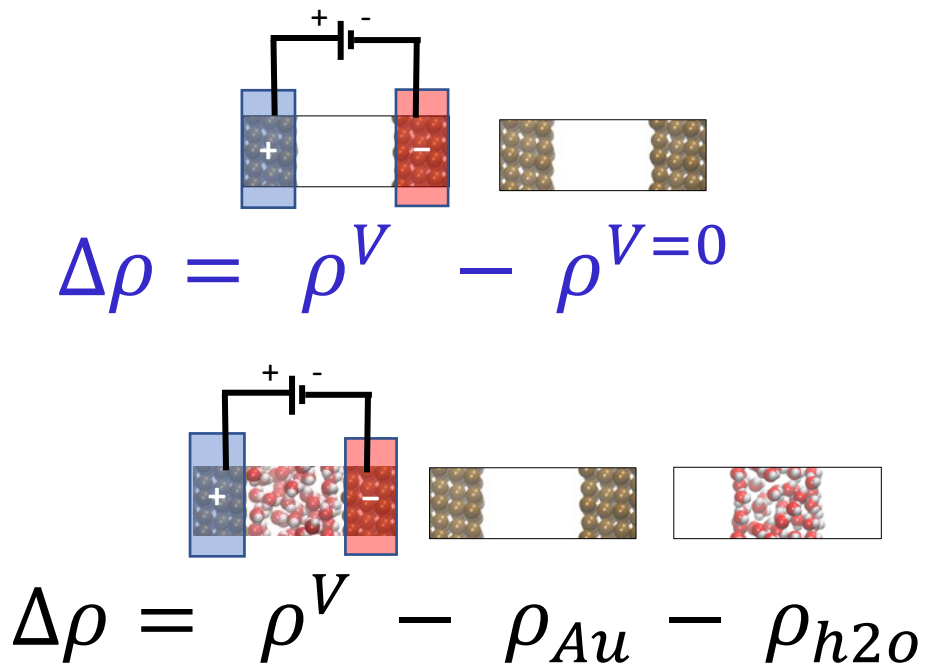 + -
+ −
Δρ = ρ^V − ρ^{V=0}
+ -
+ −
Δρ = ρ^V − ρ_{Au} − ρ_{h2o}